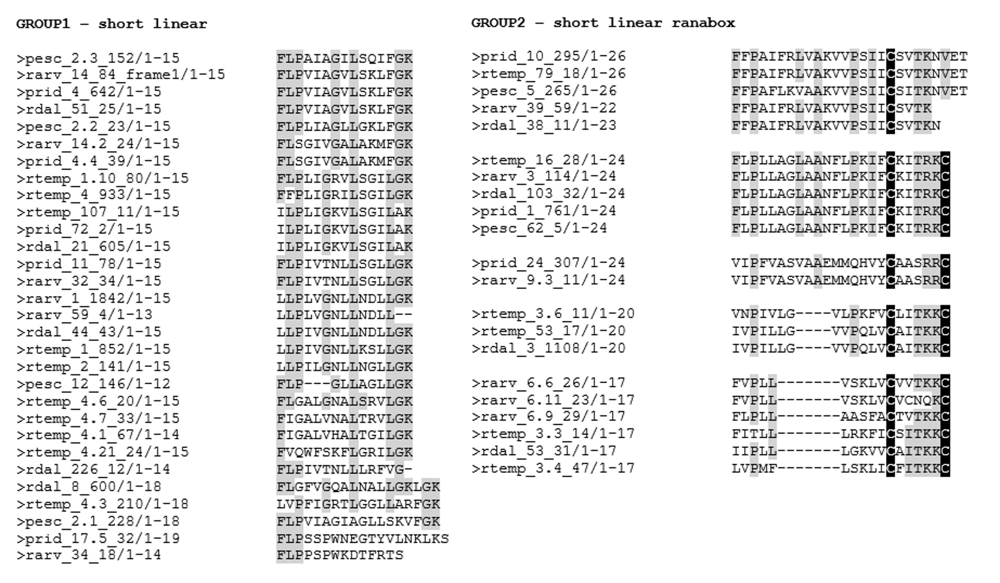 GROUP1 – short linear
>pesc_2.3_152/1-15 FLPAIAGILSQIFGK
>rarv_14_84_frame1/1-15 FLPVIAGVLSKLFGK
>prid_4_642/1-15 FLPVIAGVLSKLFGK
>rdal_51_25/1-15 FLPVIAGVLSKLFGK
>pesc_2.2_23/1-15 FLPLIAGLLGKLFGK
>rarv_14.2_24/1-15 FLSGIVGALAKMFGK
>prid_4.4_39/1-15 FLSGIVGALAKMFGK
>rtemp_1.10_80/1-15 FLPLIGRVLSGILGK
>rtemp_4_933/1-15 FFPLIGRILSGILGK
>rtemp_107_11/1-15 ILPLIGKVLSGILAK
>prid_72_2/1-15 ILPLIGKVLSGILAK
>rdal_21_605/1-15 ILPLIGKVLSGILAK
>prid_11_78/1-15 FLPIVTNLLSGLLGK
>rarv_32_34/1-15 FLPIVTNLLSGLLGK
>rarv_1_1842/1-15 LLPLVGNLLNDLLGK
>rarv_59_4/1-13 LLPLVGNLLNDLL--
>rdal_44_43/1-15 LLPIVGNLLNDLLGK
>rtemp_1_852/1-15 LLPIVGNLLKSLLGK
>rtemp_2_141/1-15 LLPILGNLLNGLLGK
>pesc_12_146/1-12 FLP---GLLAGLLGK
>rtemp_4.6_20/1-15 FLGALGNALSRVLGK
>rtemp_4.7_33/1-15 FIGALVNALTRVLGK
>rtemp_4.1_67/1-14 FIGALVHALTGILGK
>rtemp_4.21_24/1-15 FVQWFSKFLGRILGK
>rdal_226_12/1-14 FLPIVTNLLLRFVG-
>rdal_8_600/1-18 FLGFVGQALNALLGKLGK
>rtemp_4.3_210/1-18 LVPFIGRTLGGLLARFGK
>pesc_2.1_228/1-18 FLPVIAGIAGLLSKVFGK
>prid_17.5_32/1-19 FLPSSPWNEGTYVLNKLKS
>rarv_34_18/1-14 FLPPSPWKDTFRTS
GROUP2 – short linear ranabox
>prid_10_295/1-26 FFPAIFRLVAKVVPSIICSVTKNVET
>rtemp_79_18/1-26 FFPAIFRLVAKVVPSIICSVTKNVET
>pesc_5_265/1-26 FFPAFLKVAAKVVPSIICSITKNVET
>rarv_39_59/1-22 FFPAIFRLVAKVVPSIICSVTK
>rdal_38_11/1-23 FFPAIFRLVAKVVPSIICSVTKN
>rtemp_16_28/1-24 FLPLLAGLAANFLPKIFCKITRKC
>rarv_3_114/1-24 FLPLLAGLAANFLPKIFCKITRKC
>rdal_103_32/1-24 FLPLLAGLAANFLPKIFCKITRKC
>prid_1_761/1-24 FLPLLAGLAANFLPKIFCKITRKC
>pesc_62_5/1-24 FLPLLAGLAANFLPKIFCKITRKC
>prid_24_307/1-24 VIPFVASVAAEMMQHVYCAASRRC
>rarv_9.3_11/1-24 VIPFVASVAAEMMQHVYCAASRRC
>rtemp_3.6_11/1-20 VNPIVLG----VLPKFVCLITKKC
>rtemp_53_17/1-20 IVPILLG----VVPQLVCAITKKC
>rdal_3_1108/1-20 IVPILLG----VVPQLVCAITKKC
>rarv_6.6_26/1-17 FVPLL-------VSKLVCVVTKKC
>rarv_6.11_23/1-17 FVPLL-------VSKLVCVCNQKC
>rarv_6.9_29/1-17 FLPLL-------AASFACTVTKKC
>rtemp_3.3_14/1-17 FITLL-------LRKFICSITKKC
>rdal_53_31/1-17 IIPLL-------LGKVVCAITKKC
>rtemp_3.4_47/1-17 LVPMF-------LSKLICFITKKC